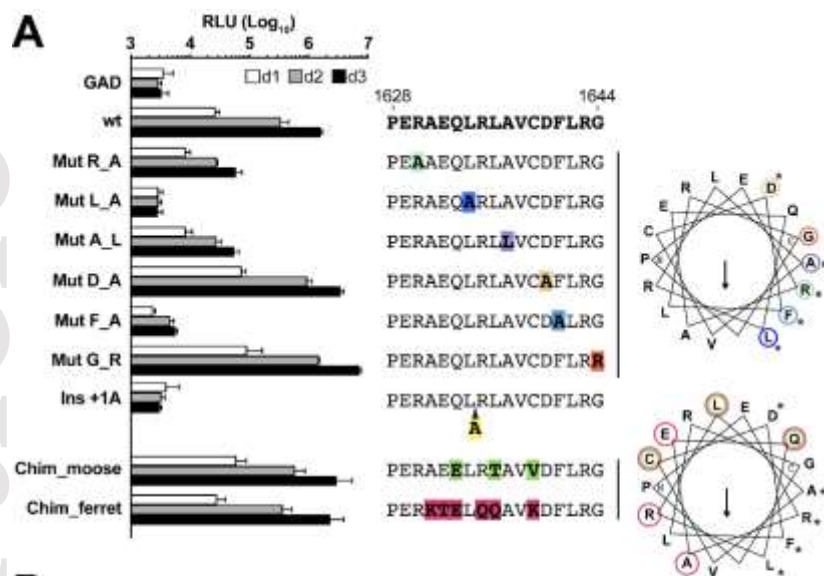 A
RLU (Log10)
3 4 5 6 7
d1 d2 d3
1628 1644
GAD
wt PERAEQLRLAVCDFLRG
Mut R_A PEAAEQLRLAVCDFLRG
Mut L_A PERAEQARLAVCDFLRG
Mut A_L PERAEQLRLLVCDFLRG
Mut D_A PERAEQLRLAVCAFLRG
Mut F_A PERAEQLRLAVCDALRG
Mut G_R PERAEQLRLAVCDFLRR
Ins +1A PERAEQLRLAVCDFLRG
A
Chim_moose PERAEELRTAVVDFLRG
Chim_ferret PERKTELQQAVKDFLRG
L E
R D*
E Q
C G
P A*
R R*
L F*
A V L*
L E
R D*
E Q
C G
P A*
R R*
L F*
A V L*